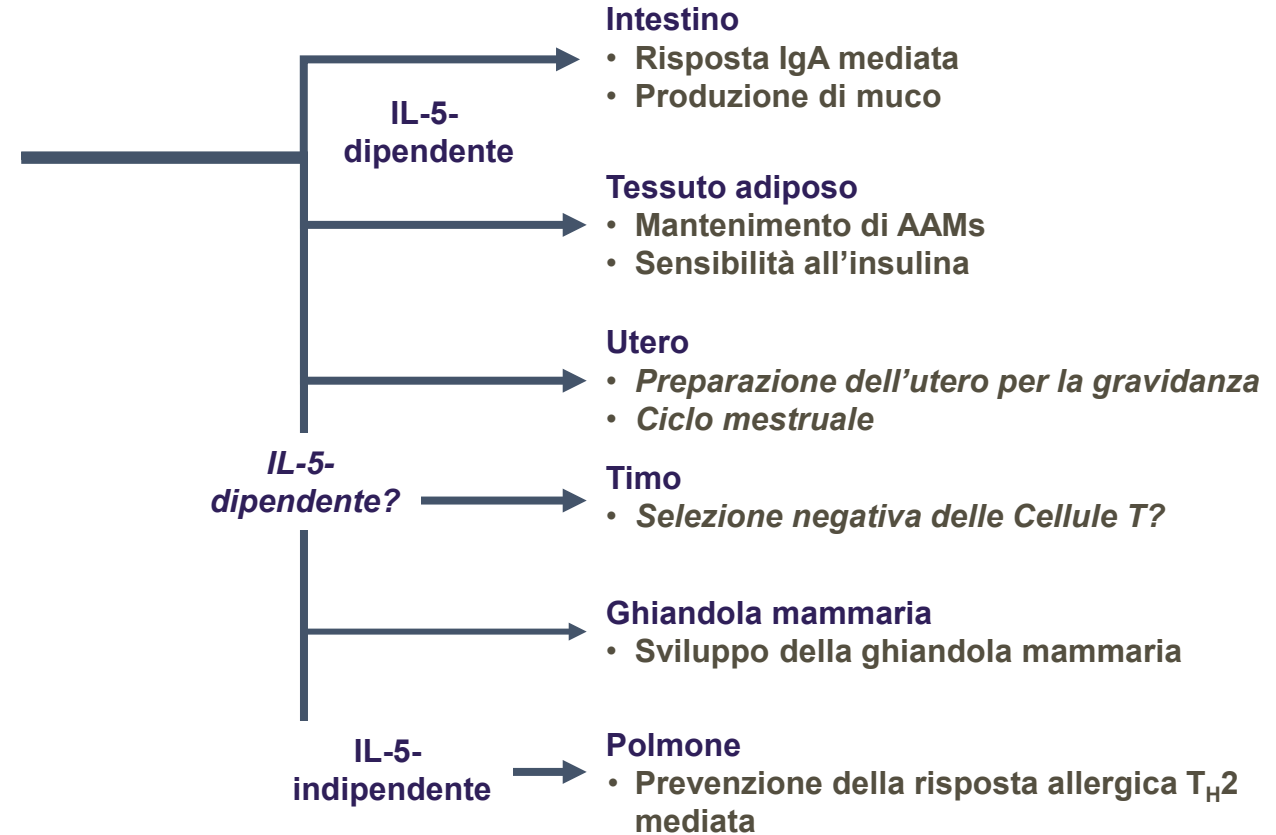 Intestino
• Risposta IgA mediata
• Produzione di muco
IL-5-
dipendente
Tessuto adiposo
• Mantenimento di AAMs
• Sensibilità all’insulina
Utero
• Preparazione dell’utero per la gravidanza
• Ciclo mestruale
IL-5-
dipendente?
Timo
• Selezione negativa delle Cellule T?
Ghiandola mammaria
• Sviluppo della ghiandola mammaria
IL-5-
indipendente
Polmone
• Prevenzione della risposta allergica TH2
mediata